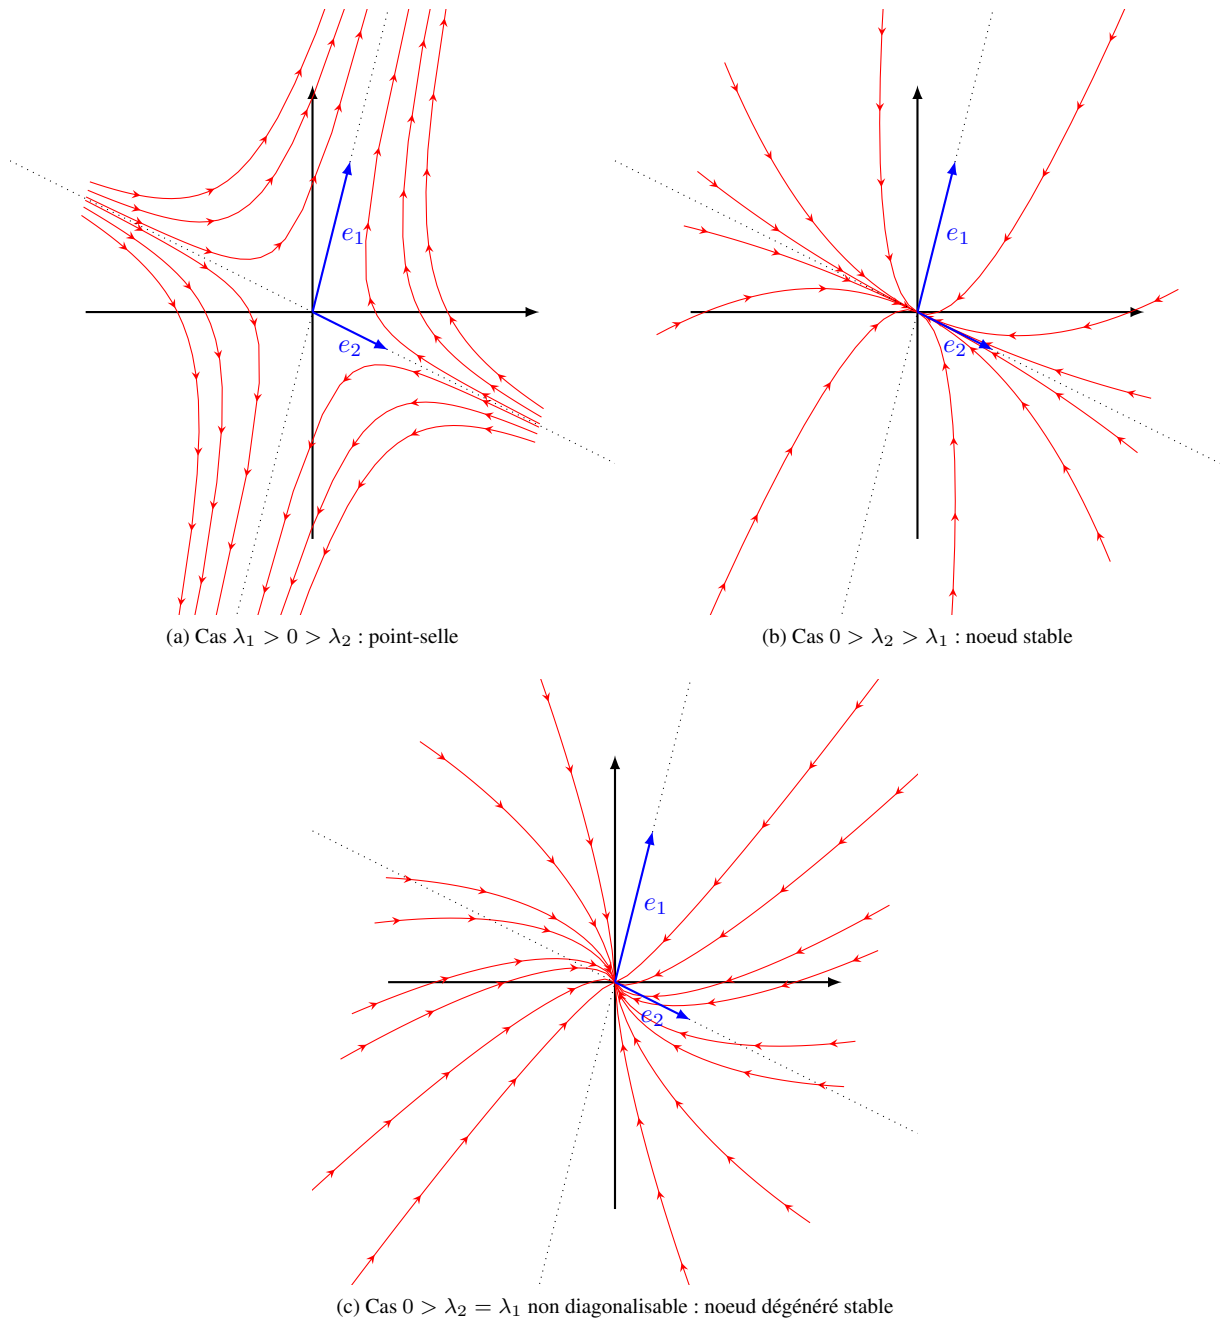 e₁
e₂
(a) Cas λ₁ > 0 > λ₂ : point-selle
e₁
e₂
(b) Cas 0 > λ₂ > λ₁ : noeud stable
e₁
e₂
(c) Cas 0 > λ₂ = λ₁ non diagonalisable : noeud dégénéré stable